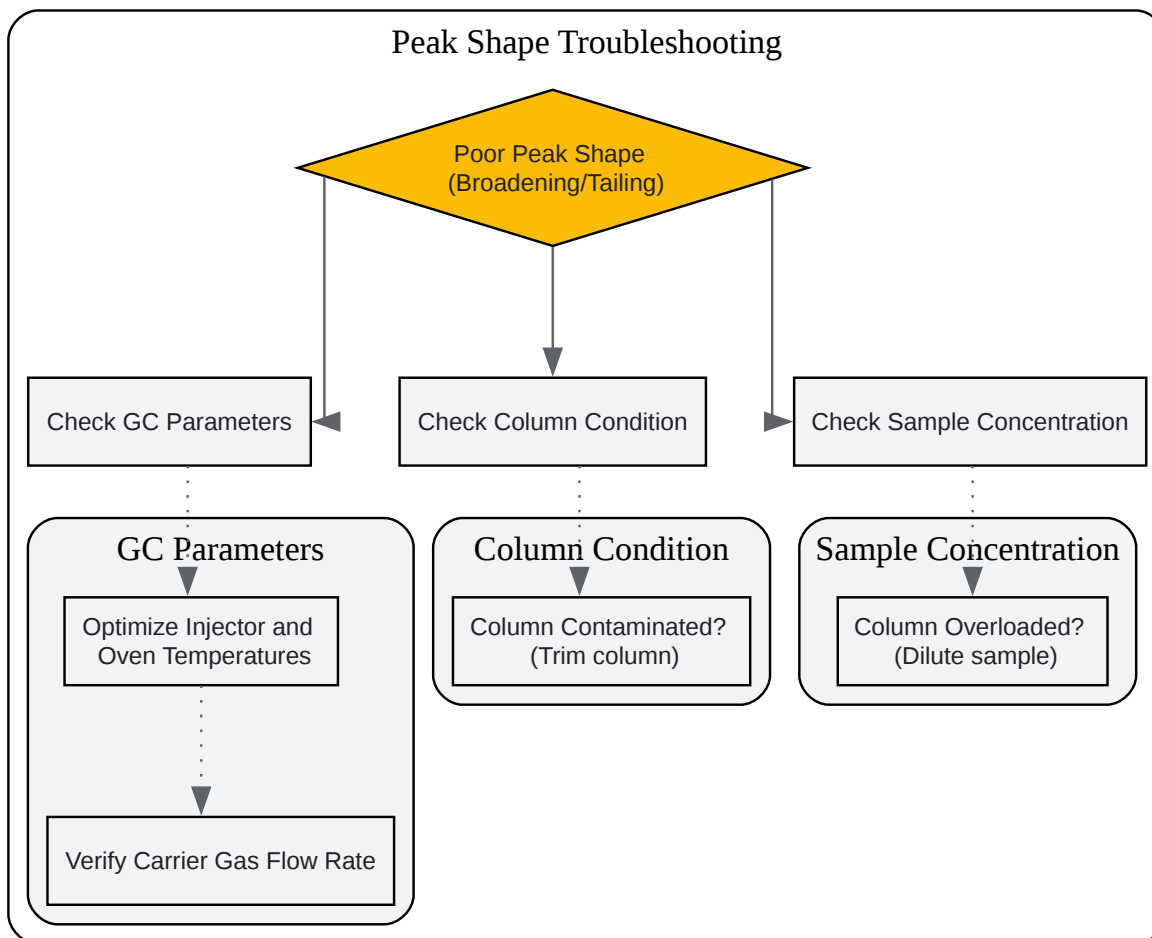 Peak Shape Troubleshooting
Poor Peak Shape
(Broadening/Tailing)
Check GC Parameters
Check Column Condition
Check Sample Concentration
GC Parameters
Column Condition
Sample Concentration
Optimize Injector and
Oven Temperatures
Column Contaminated?
(Trim column)
Column Overloaded?
(Dilute sample)
Verify Carrier Gas Flow Rate